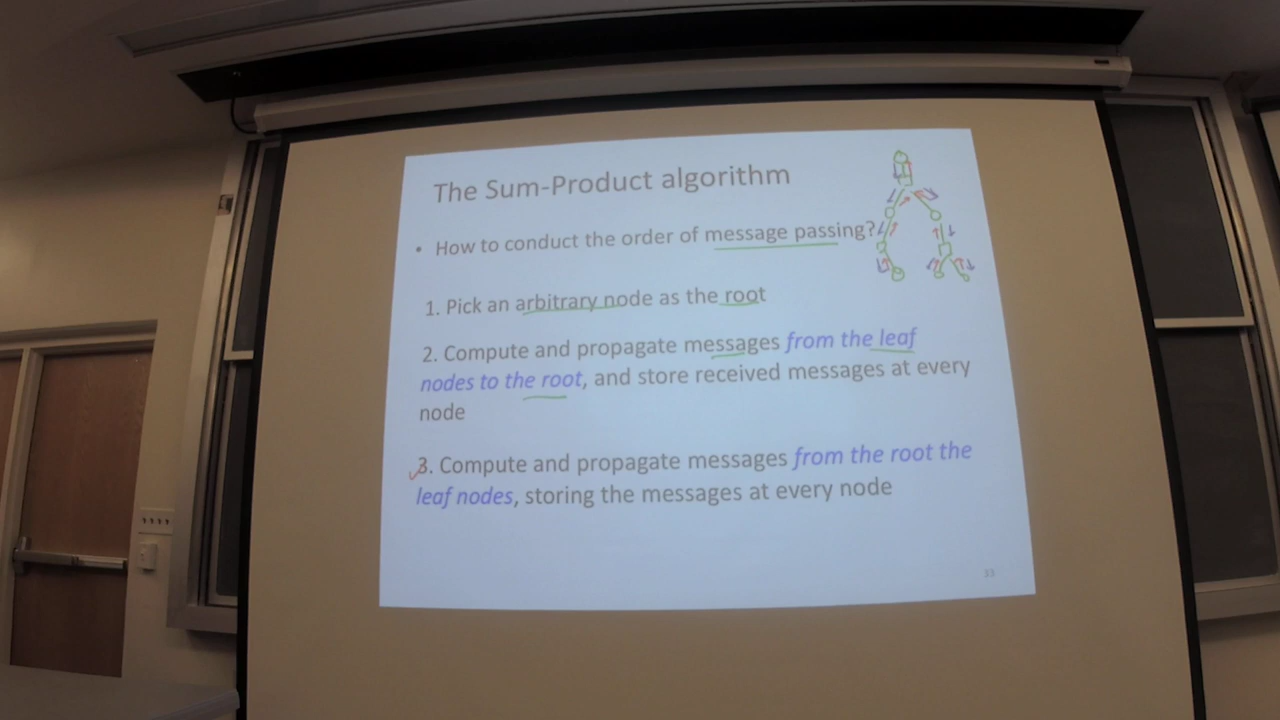 The Sum-Product algorithm
• How to conduct the order of message passing?
1. Pick an arbitrary node as the root
2. Compute and propagate messages from the leaf
nodes to the root, and store received messages at every
node
3. Compute and propagate messages from the root the
leaf nodes, storing the messages at every node
33